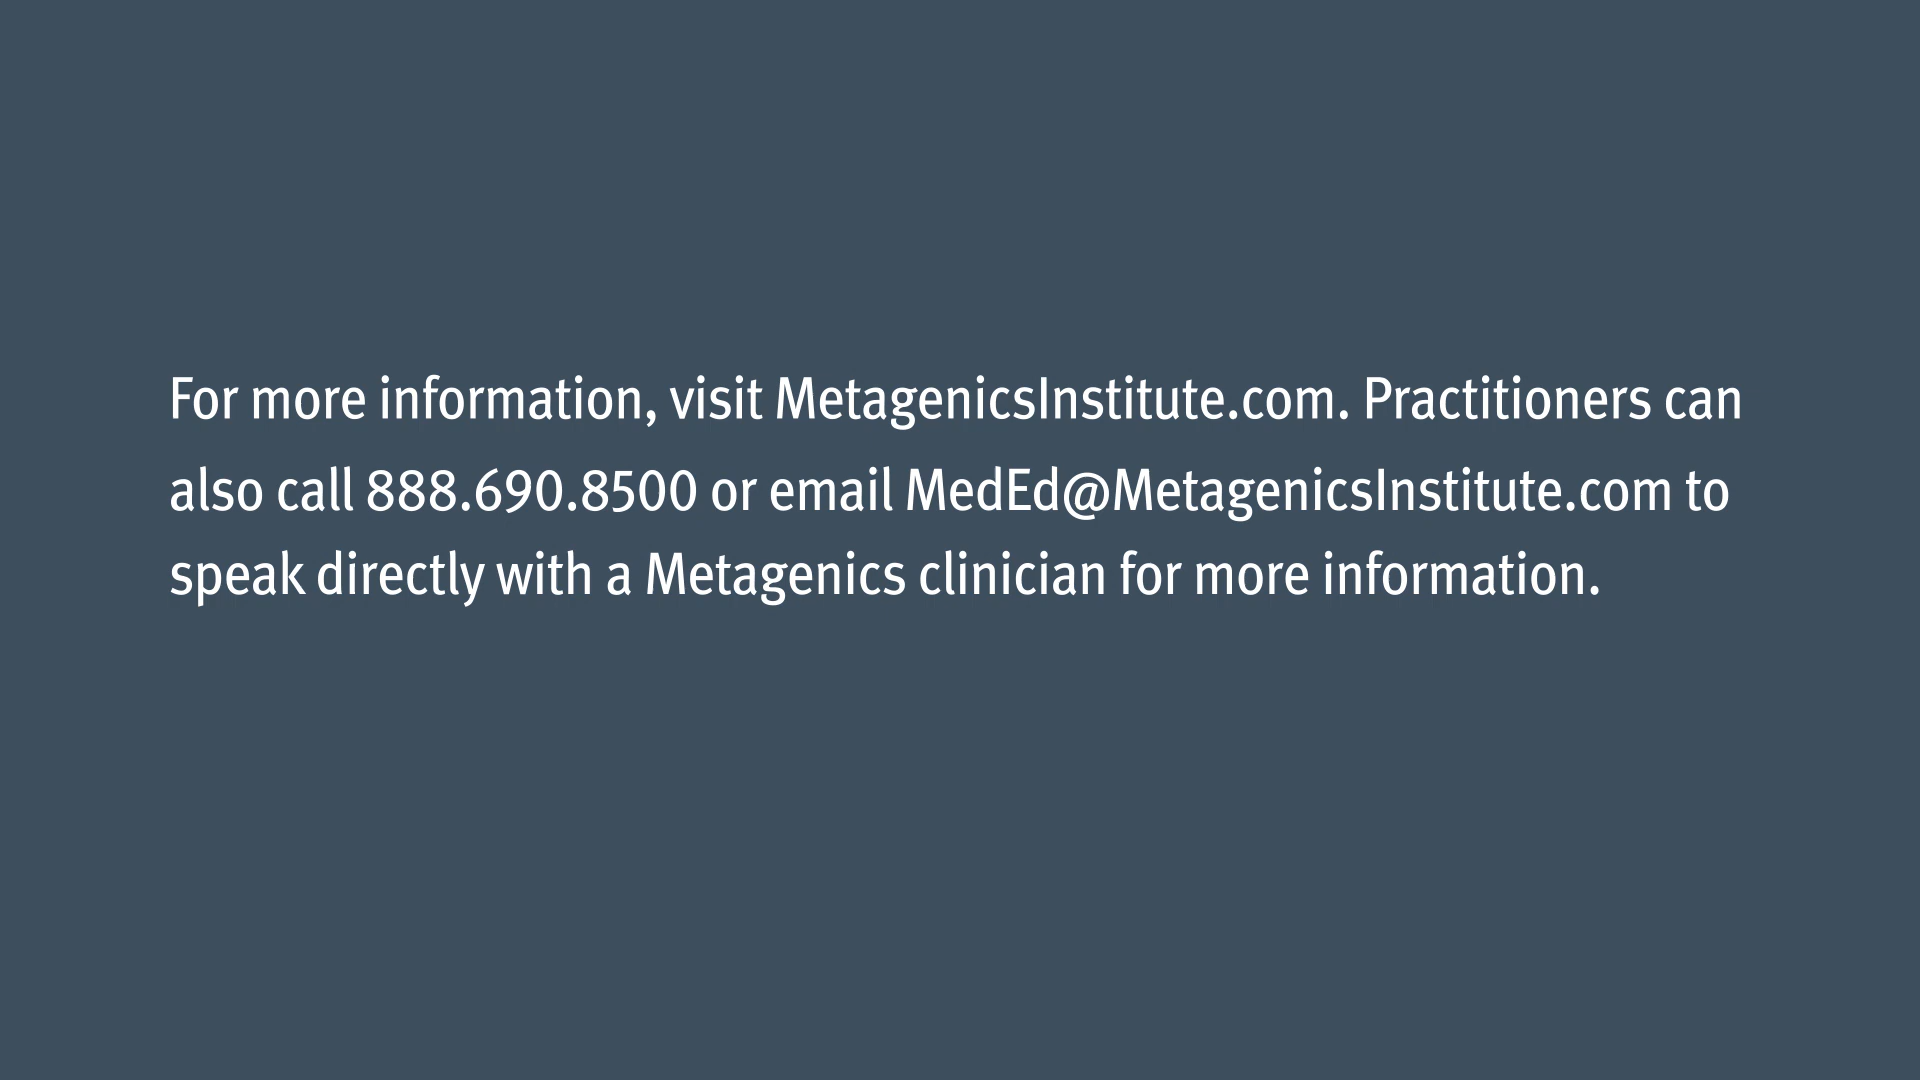 For more information, visit MetagenicsInstitute.com. Practitioners can
also call 888.690.8500 or email MedEd@MetagenicsInstitute.com to
speak directly with a Metagenics clinician for more information.